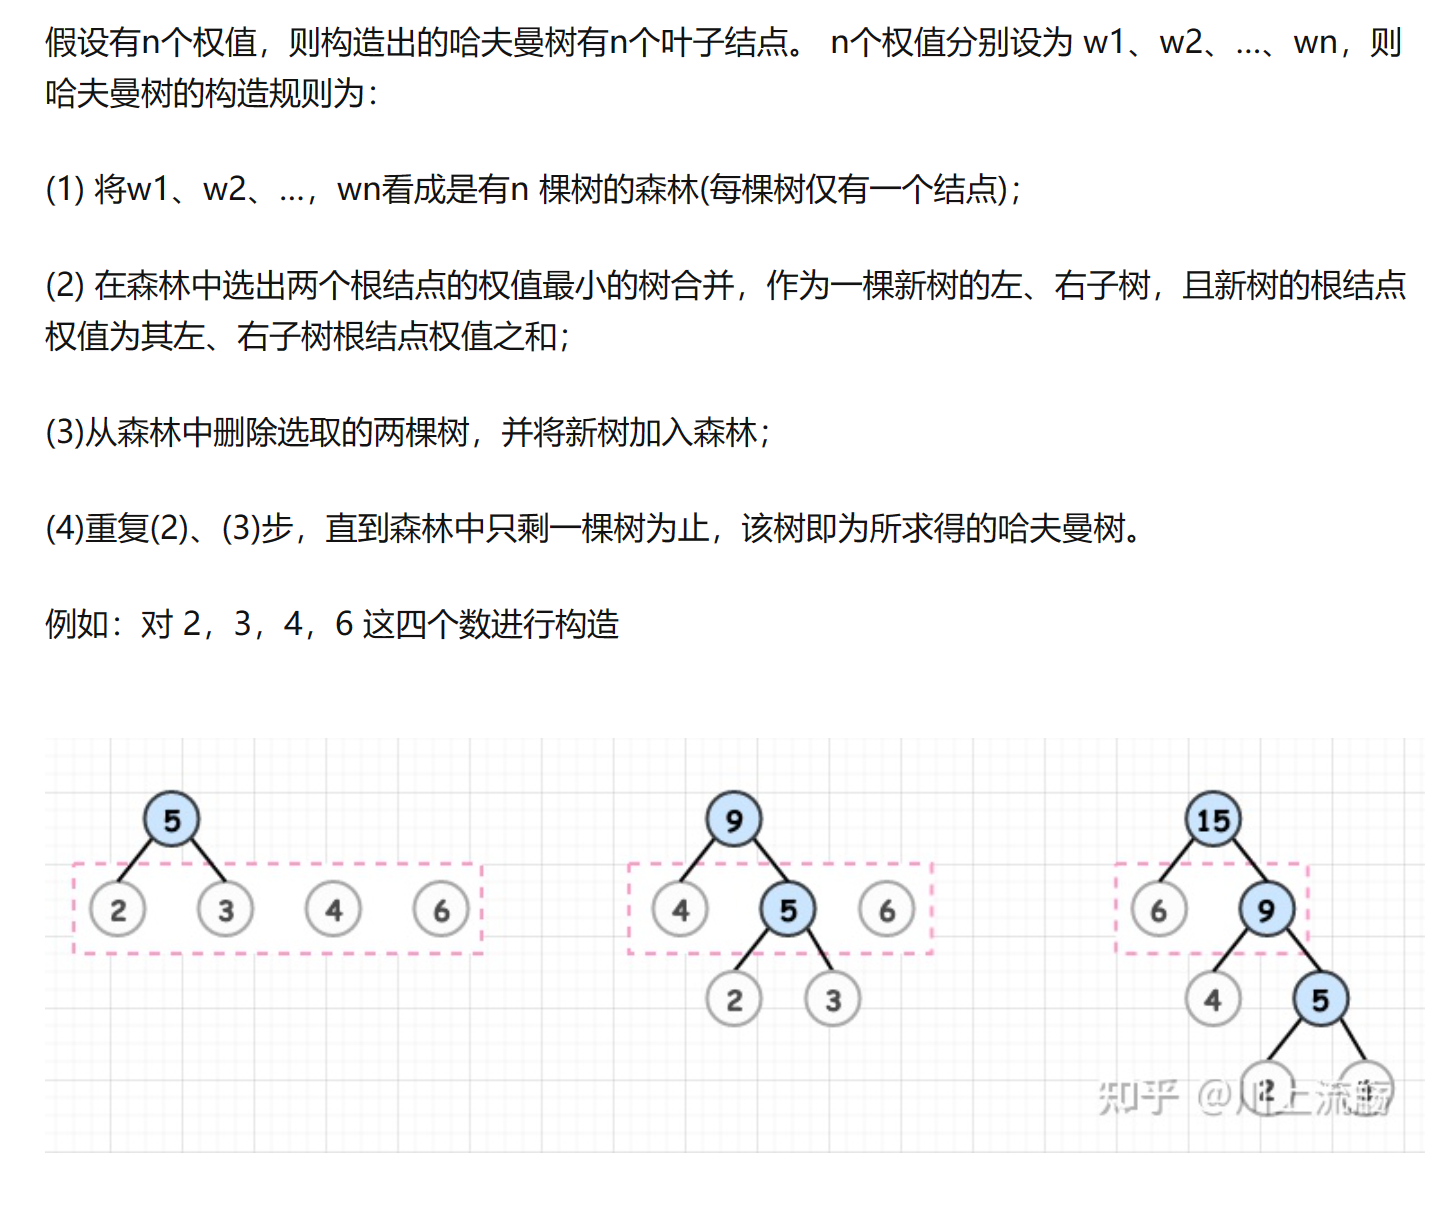 假设有n个权值，则构造出的哈夫曼树有n个叶子结点。 n个权值分别设为 w1、w2、…、wn，则
哈夫曼树的构造规则为：
(1) 将w1、w2、…，wn看成是有n 棵树的森林(每棵树仅有一个结点)；
(2) 在森林中选出两个根结点的权值最小的树合并，作为一棵新树的左、右子树，且新树的根结点
权值为其左、右子树根结点权值之和；
(3)从森林中删除选取的两棵树，并将新树加入森林；
(4)重复(2)、(3)步，直到森林中只剩一棵树为止，该树即为所求得的哈夫曼树。
例如：对 2，3，4，6 这四个数进行构造
5
2 3 4 6
9
4 5 6
2 3
15
6 9
4 5
2
知乎 @川上流畅